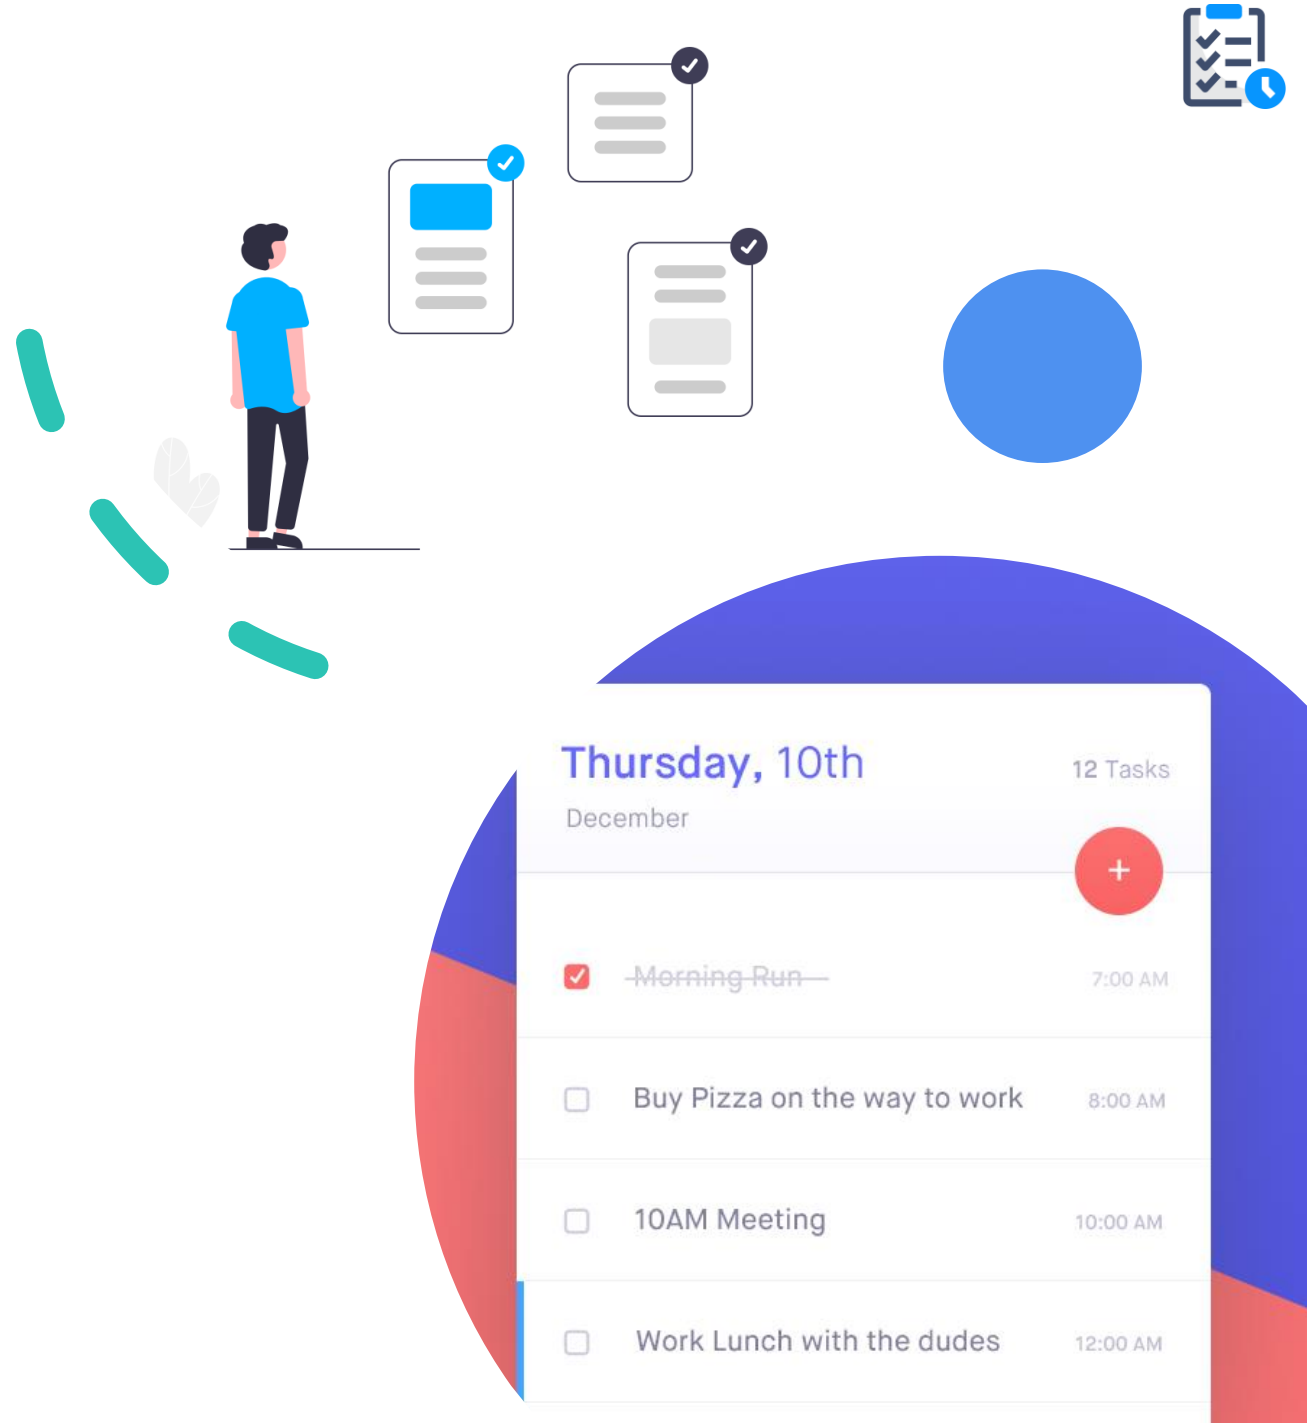 Thursday, 10th
12 Tasks
December
+
Morning Run
7:00 AM
Buy Pizza on the way to work
8:00 AM
10AM Meeting
10:00 AM
Work Lunch with the dudes
12:00 AM